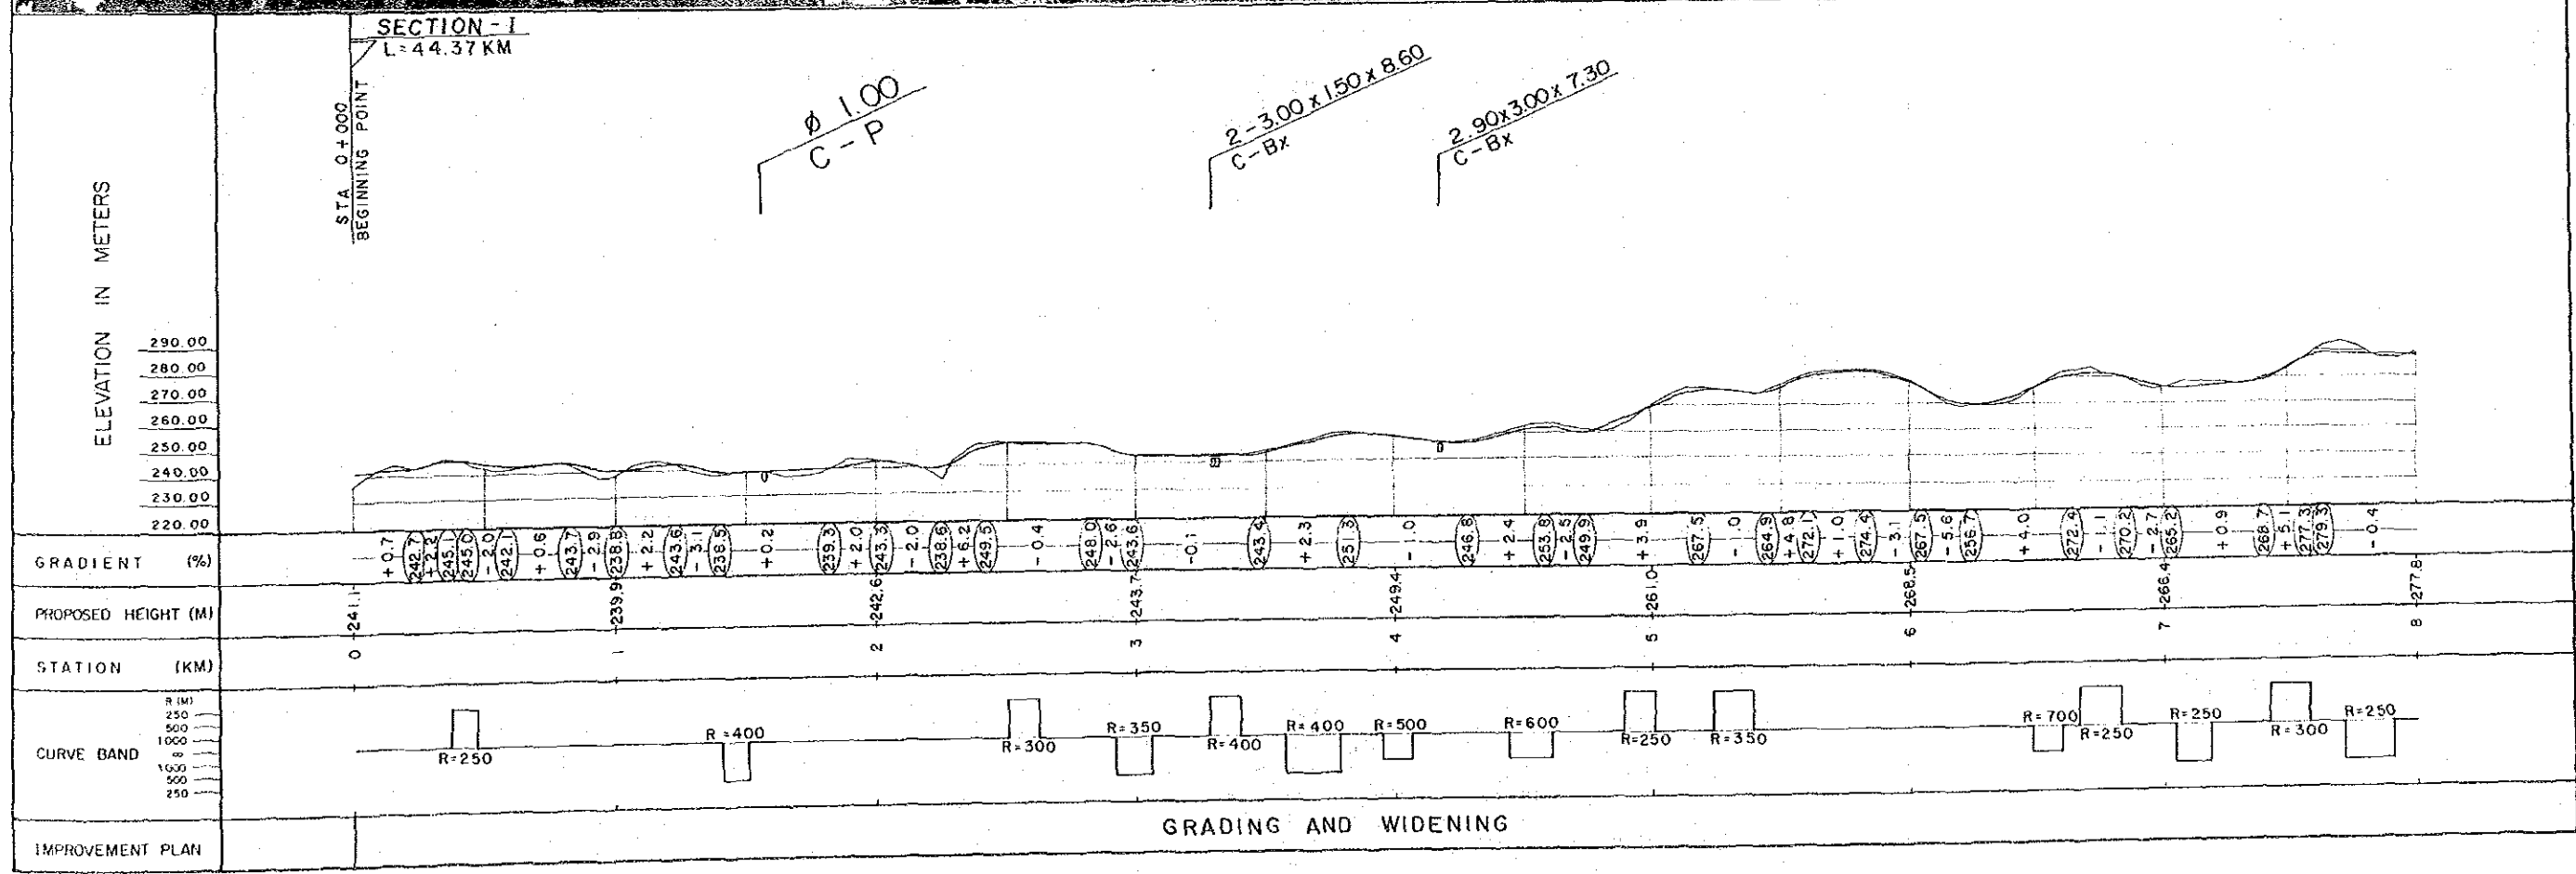 SECTION - I
L=44.37 KM
STA 0+000
BEGINNING POINT
ϕ 1.00
C - P
2-3.00 x 1.50 x 8.60
C-Bx
2.90x3.00x7.30
C-Bx
ELEVATION IN METERS
290.00
280.00
270.00
260.00
250.00
240.00
230.00
220.00
GRADIENT (%)
+0.7 242.7 +2.2 245.1 245.0 -2.0 242.1 +0.6 243.7 -2.9 238.8 +2.2 243.6 -3.1 238.5 +0.2 239.3 +2.0 243.3 -2.0 238.6 +6.2 249.5 -0.4 248.0 -2.6 243.6 -0.1 243.4 +2.3 251.3 -1.0 246.8 +2.4 253.8 -2.5 249.9 +3.9 267.5 -1.0 264.9 +4.8 272.1 +1.0 274.4 -3.1 267.5 -5.6 256.7 +4.0 272.4 -1.1 270.2 -2.7 265.2 +0.9 268.7 +5.1 277.3 279.3 -0.4
PROPOSED HEIGHT (M)
241.1 239.9 242.6 243.7 249.4 261.0 268.5 266.4 277.8
STATION (KM)
0 1 2 3 4 5 6 7 8
CURVE BAND
R (M)
250
500
1000
∞
1000
500
250
R=250 R=400 R=300 R=350 R=400 R=400 R=500 R=600 R=250 R=350 R=700 R=250 R=250 R=300 R=250
IMPROVEMENT PLAN
GRADING AND WIDENING